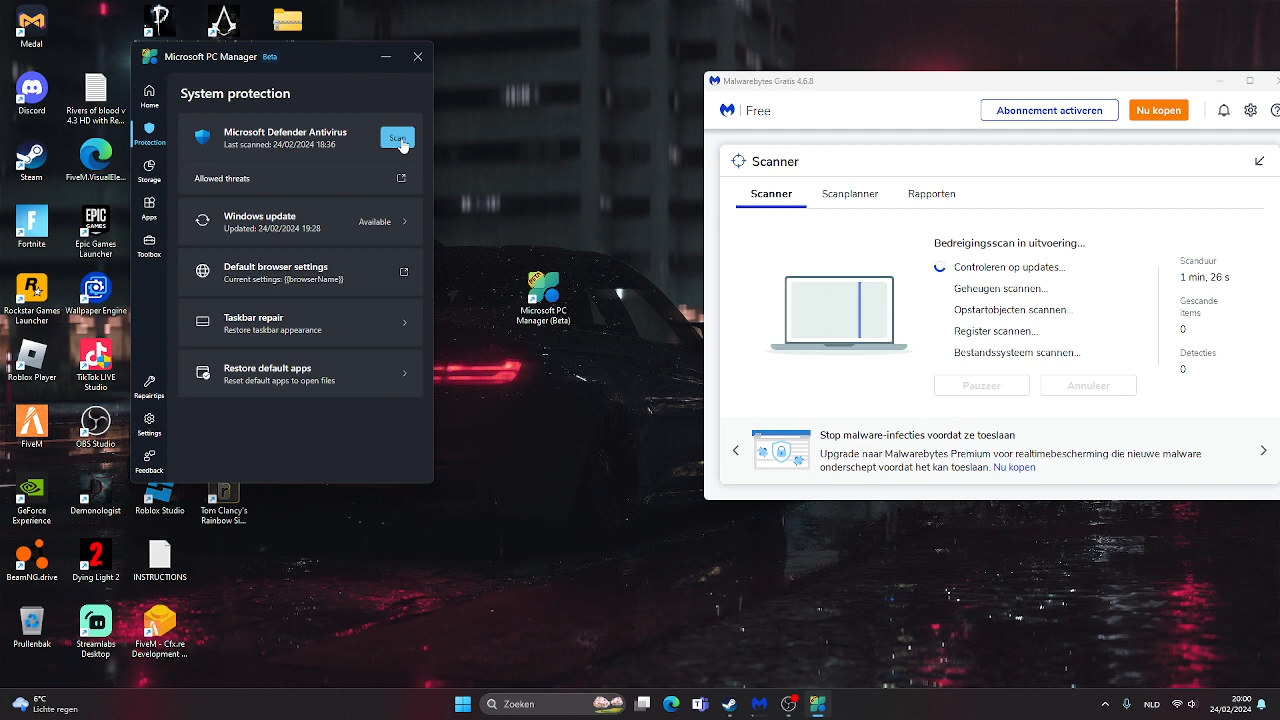 Medal
Discord
Rivers of blood v
4.3 HD with Re...
Steam
FiveM.VisualEle...
Fortnite
Epic Games
Launcher
Rockstar Games
Launcher
Wallpaper Engine
Roblox Player
TikTok LIVE
Studio
FiveM
OBS Studio
GeForce
Experience
Demonologist
Roblox Studio
Tom Clancy's
Rainbow Si...
BeamNG.drive
Dying Light 2
INSTRUCTIONS
Prullenbak
Streamlabs
Desktop
FiveM - Cfx.re
Development ...
Microsoft PC
Manager (Beta)
Microsoft PC Manager Beta
Home
Protection
Storage
Apps
Toolbox
Repair tips
Settings
Feedback
System protection
Microsoft Defender Antivirus
Last scanned: 24/02/2024 18:36
Scan
Allowed threats
Windows update
Updated: 24/02/2024 19:28
Available
Default browser settings
Current browser: [[browser]]
Taskbar repair
Restore taskbar appearance
Restore default apps
Reset default apps to open files
Malwarebytes Gratis 4.6.8
Free
Abonnement activeren
Nu kopen
Scanner
Scanner
Scanplanner
Rapporten
Bedreigingsscan in uitvoering...
Controleren op updates...
Geheugen scannen...
Opstartobjecten scannen...
Register scannen...
Bestandssysteem scannen...
Pauzeer
Annuleer
Scanduur
1 min, 26 s
Gescande
items
0
Detecties
0
Stop malware-infecties voordat ze toeslaan
Upgrade naar Malwarebytes Premium voor realtimebescherming die nieuwe malware
onderschept voordat het kan toeslaan. Nu kopen
5°C
Lichte regen
Zoeken
NLD
20:00
24/02/2024